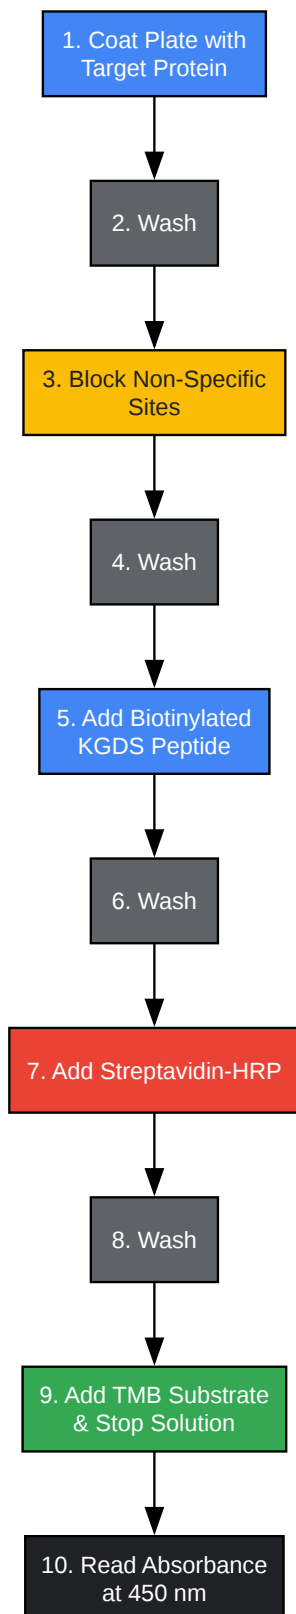 1. Coat Plate with
Target Protein
2. Wash
3. Block Non-Specific
Sites
4. Wash
5. Add Biotinylated
KGDS Peptide
6. Wash
7. Add Streptavidin-HRP
8. Wash
9. Add TMB Substrate
& Stop Solution
10. Read Absorbance
at 450 nm